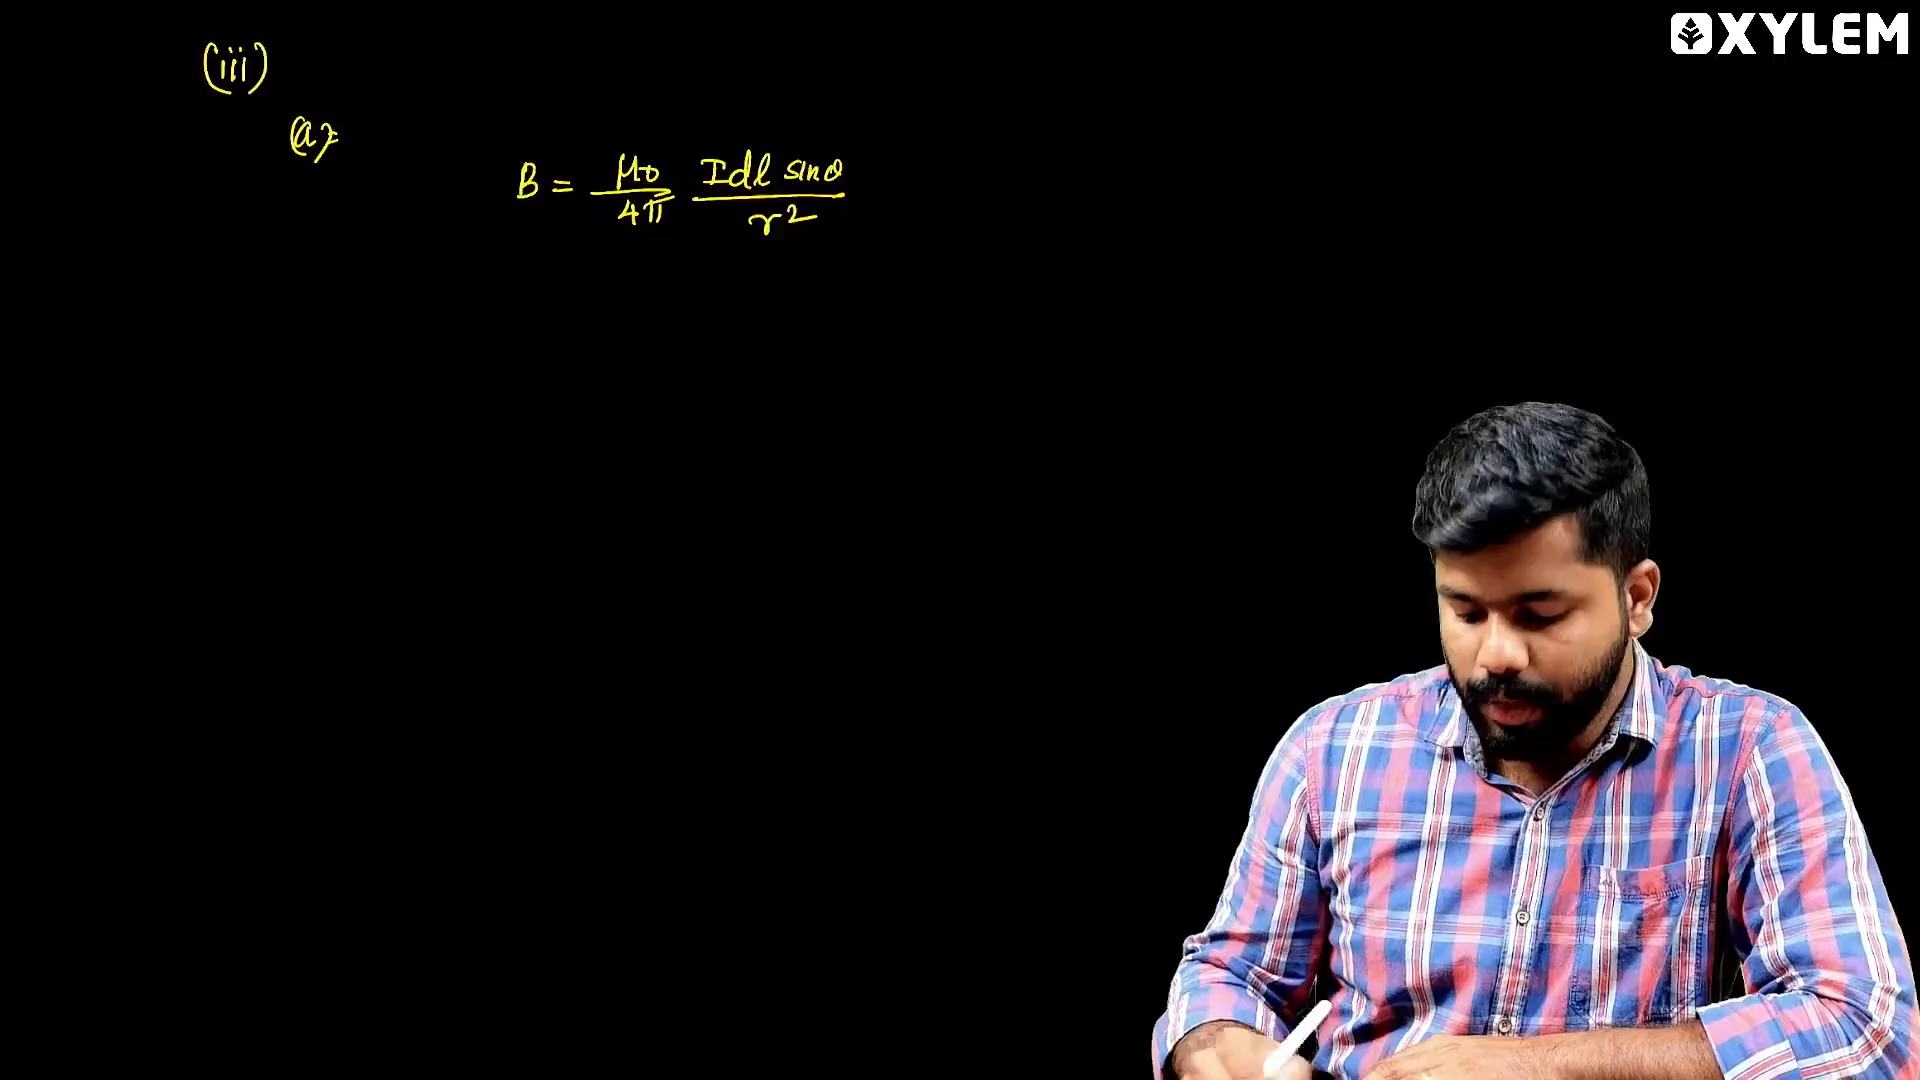 XYLEM
(iii)
(a)
B = μ0/4π Idl sinθ/r²